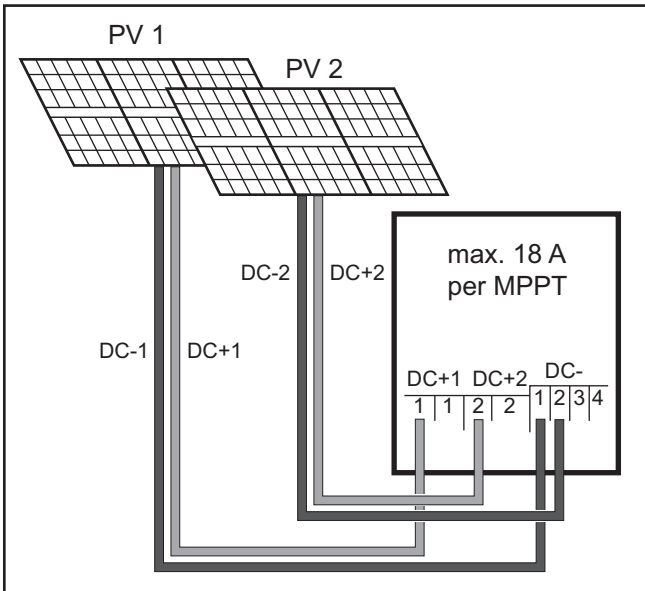 PV 1
PV 2
max. 18 A
per MPPT
DC-2
DC+2
DC-1
DC+1
DC+1
DC+2
DC-
1 1 2 2 1 2 3 4